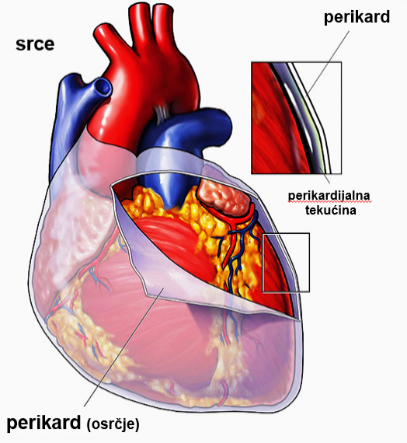 perikard
srce
perikardijalna
tekućina
perikard (osrčje)